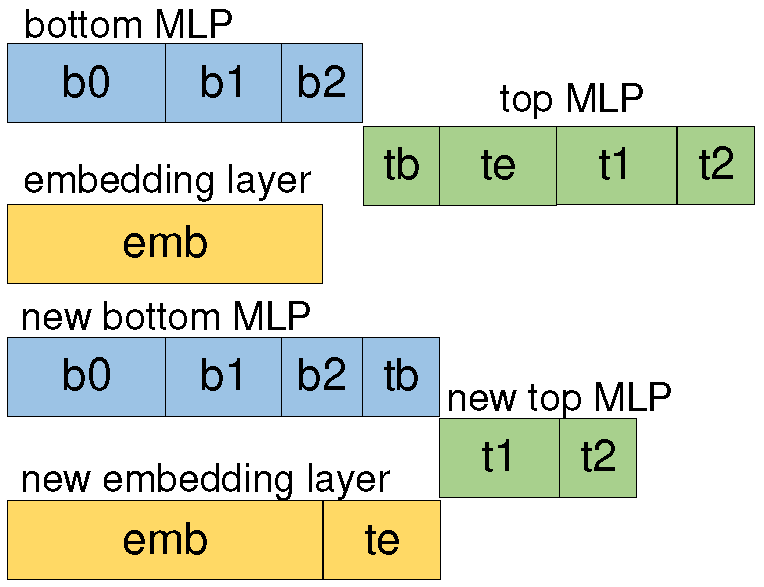 bottom MLP
b0 b1 b2
top MLP
tb te t1 t2
embedding layer
emb
new bottom MLP
b0 b1 b2 tb
new top MLP
t1 t2
new embedding layer
emb te